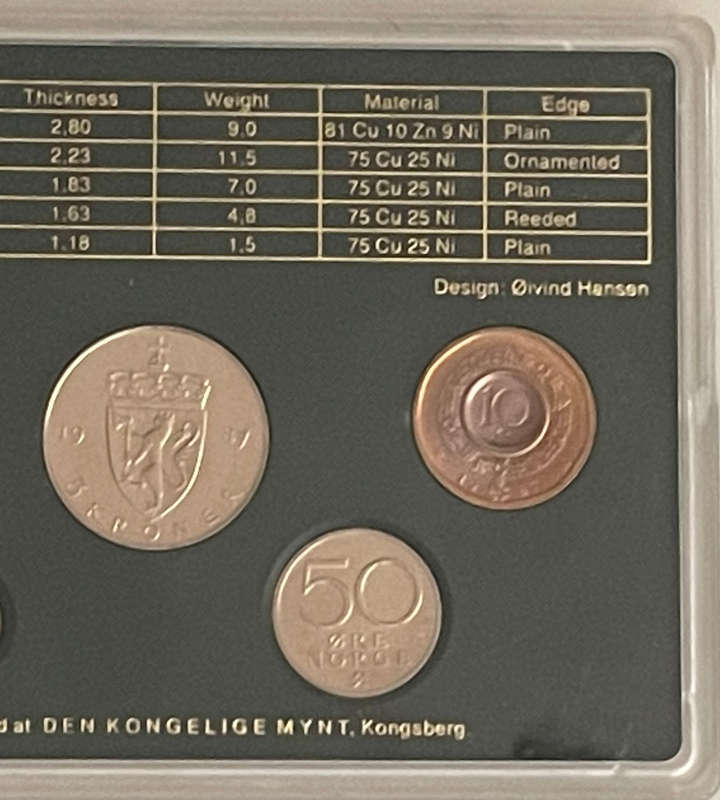 Thickness Weight Material Edge
2,80 9.0 81 Cu 10 Zn 9 Ni Plain
2.23 11.5 75 Cu 25 Ni Ornamented
1.83 7.0 75 Cu 25 Ni Plain
1.63 4,8 75 Cu 25 Ni Reeded
1.18 1.5 75 Cu 25 Ni Plain
Design: Øivind Hansen
19
5 KRONER
10
50
ØRE
NORGE
at DEN KONGELIGE MYNT, Kongsberg